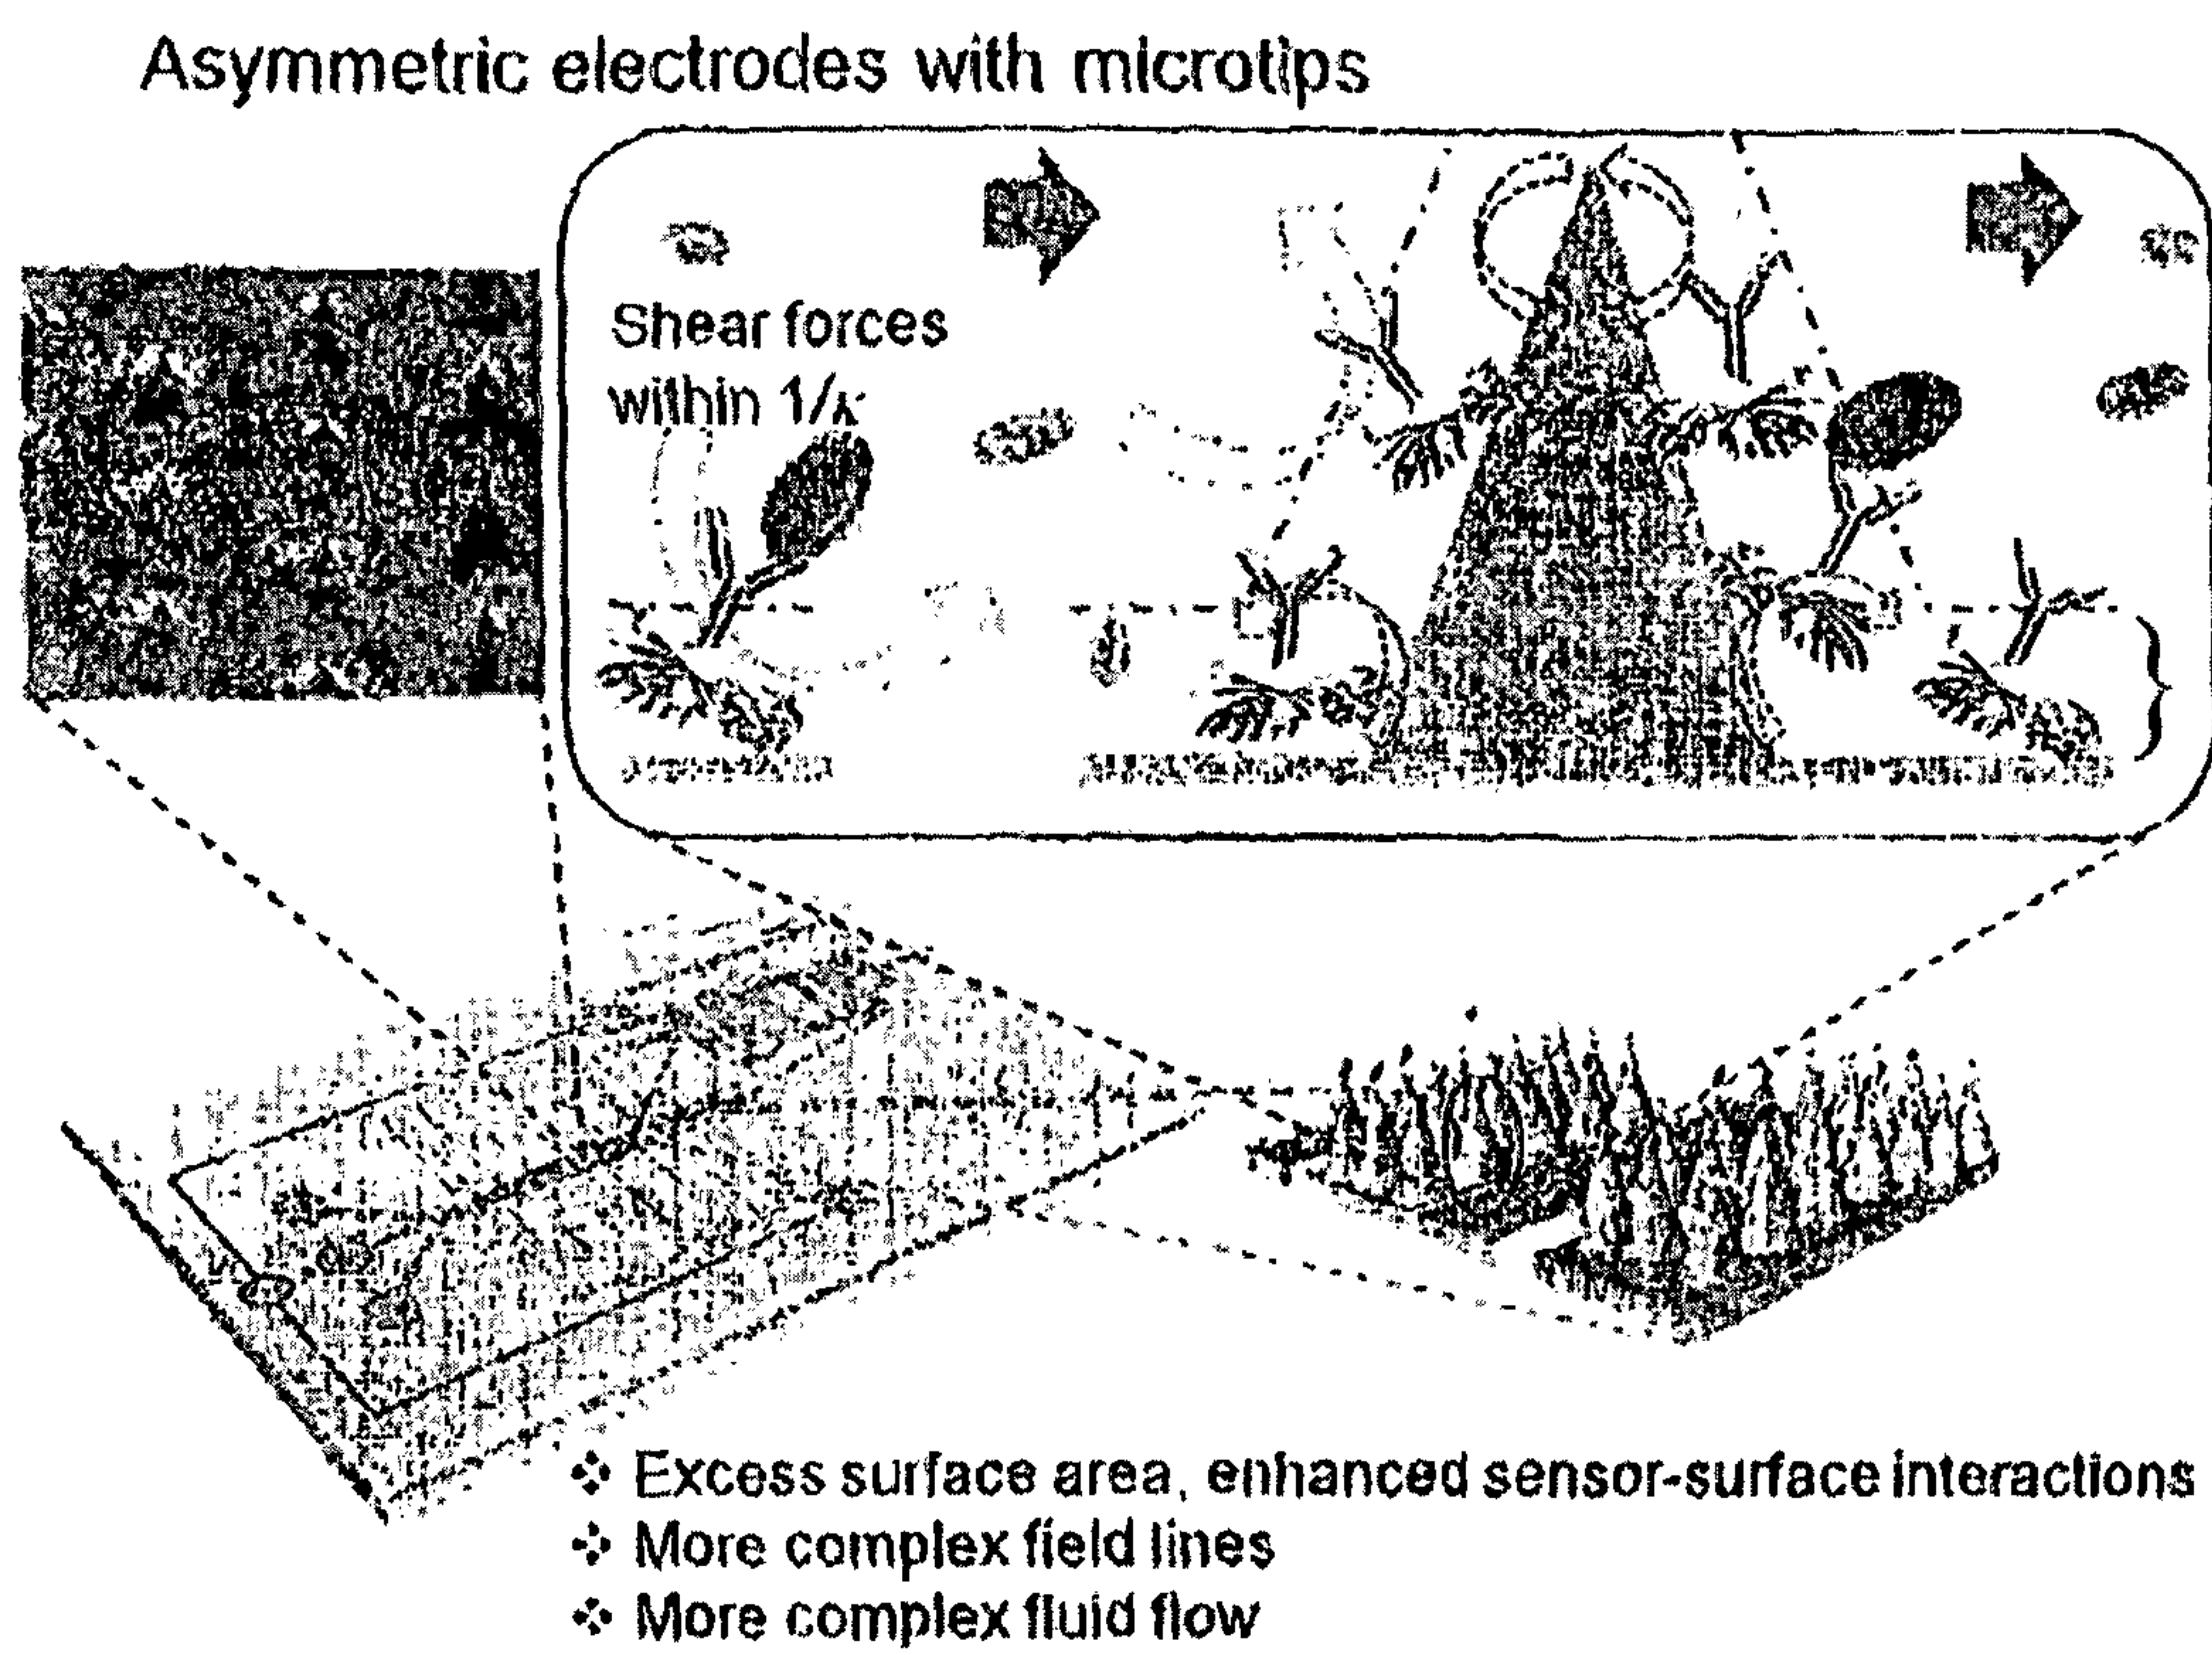 Asymmetric electrodes with microtips
Shear forces
within 1/κ
❖ Excess surface area, enhanced sensor-surface interactions
❖ More complex field lines
❖ More complex fluid flow